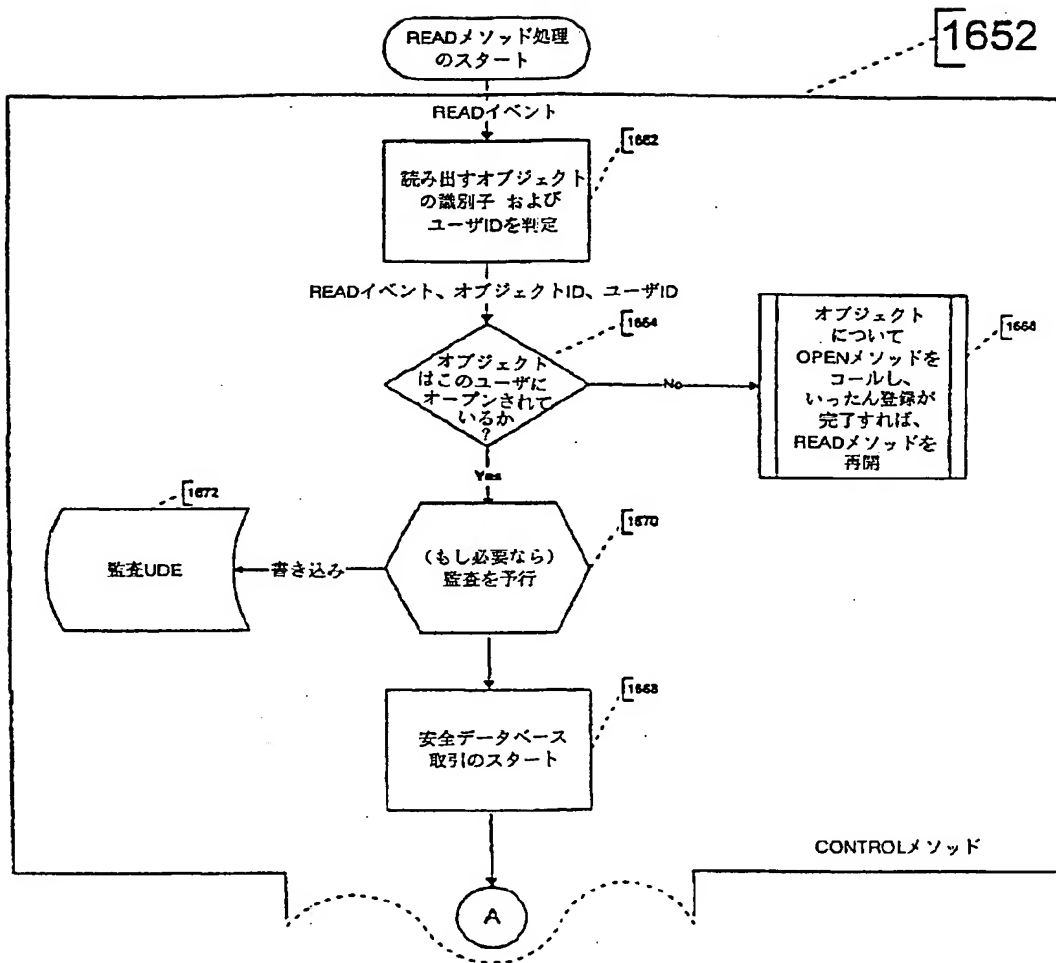 READメソッド処理
のスタート
1652
READイベント
1662
読み出すオブジェクト
の識別子 および
ユーザIDを判定
READイベント、オブジェクトID、ユーザID
1664
オブジェクト
はこのユーザに
オープンされて
いるか
?
No
オブジェクト
について
OPENメソッドを
コールし、
いったん登録が
完了すれば、
READメソッドを
再開
Yes
1672
監査UDE
書き込み
(もし必要なら)
監査を予行
1670
1668
安全データベース
取引のスタート
CONTROLメソッド
A